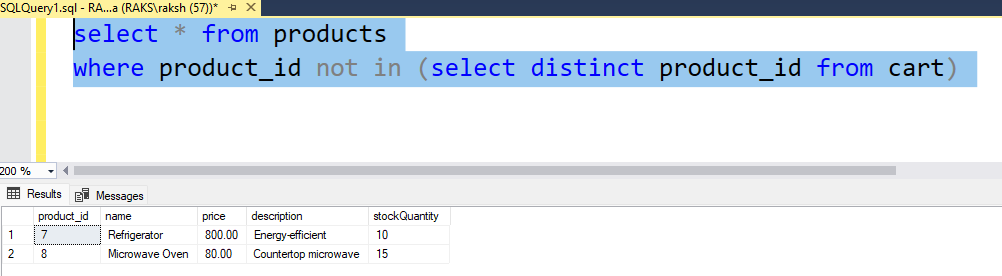 SQLQuery1.sql - RA...a (RAKS\raksh (57))*
select * from products
where product_id not in (select distinct product_id from cart)
200 %
Results Messages
product_id name price description stockQuantity
1 7 Refrigerator 800.00 Energy-efficient 10
2 8 Microwave Oven 80.00 Countertop microwave 15